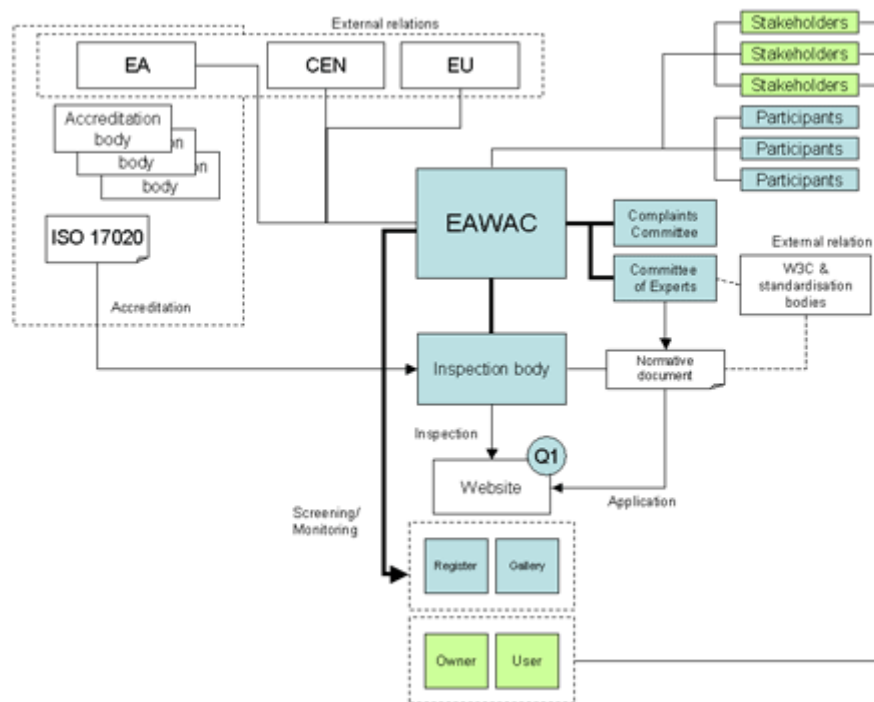 External relations
Stakeholders
Stakeholders
Stakeholders
EA
CEN
EU
Participants
Participants
Participants
Accreditation
body
body
body
ISO 17020
Accreditation
EAWAC
Complaints
Committee
Committee
of Experts
External relation
W3C &
standardisation
bodies
Inspection body
Normative
document
Inspection
Q1
Website
Application
Screening/
Monitoring
Register
Gallery
Owner
User